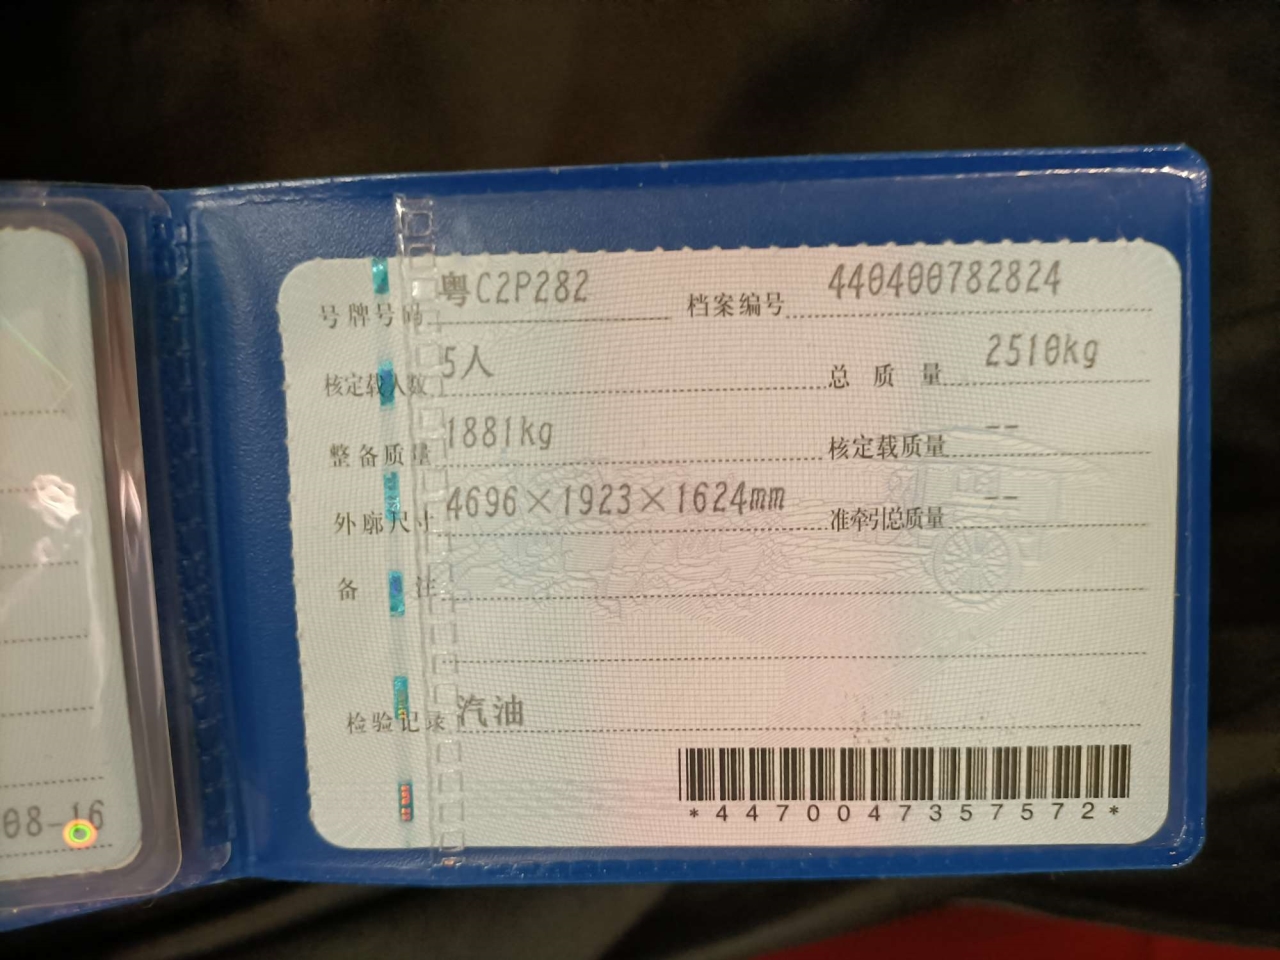 号牌号码 粤C2P282 档案编号 440400782824
核定载人数 5人 总质量 2510kg
整备质量 1881kg 核定载质量 --
外廓尺寸 4696×1923×1624mm 准牵引总质量 --
备注
检验记录 汽油
*4470047357572*
08-16